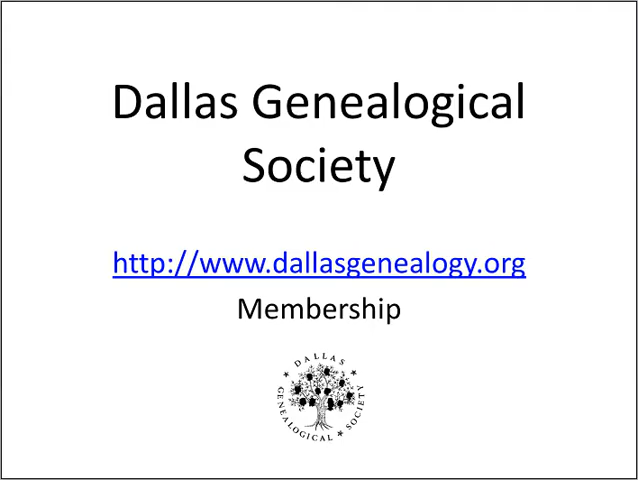 Dallas Genealogical
Society
http://www.dallasgenealogy.org
Membership
DALLAS
GENEALOGICAL
SOCIETY